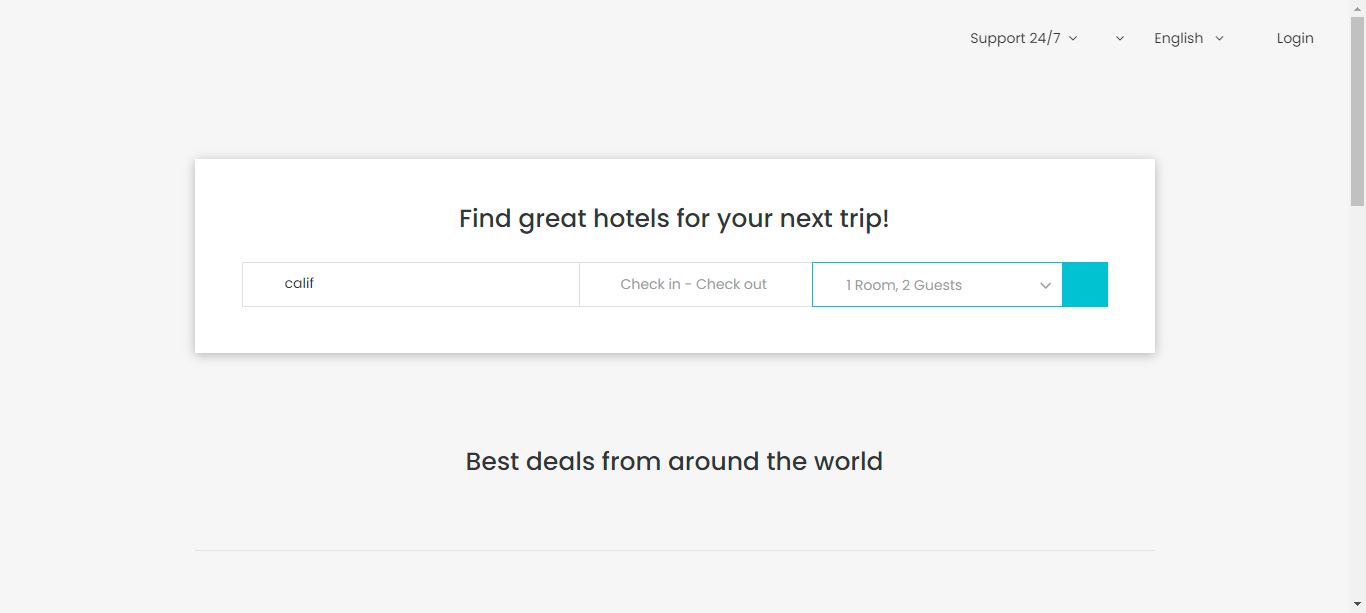 Support 24/7 English Login
Find great hotels for your next trip!
calif Check in - Check out 1 Room, 2 Guests
Best deals from around the world